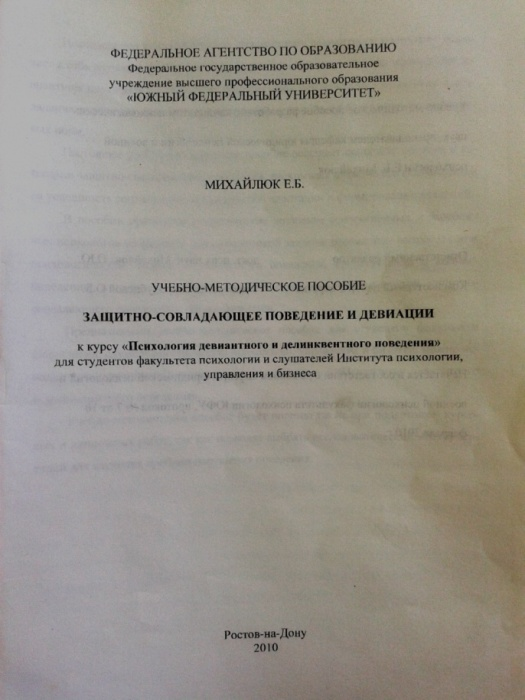 ФЕДЕРАЛЬНОЕ АГЕНТСТВО ПО ОБРАЗОВАНИЮ
Федеральное государственное образовательное
учреждение высшего профессионального образования
«ЮЖНЫЙ ФЕДЕРАЛЬНЫЙ УНИВЕРСИТЕТ»
МИХАЙЛЮК Е.Б.
УЧЕБНО-МЕТОДИЧЕСКОЕ ПОСОБИЕ
ЗАЩИТНО-СОВЛАДАЮЩЕЕ ПОВЕДЕНИЕ И ДЕВИАЦИИ
к курсу «Психология девиантного и делинквентного поведения»
для студентов факультета психологии и слушателей Института психологии,
управления и бизнеса
Ростов-на-Дону
2010